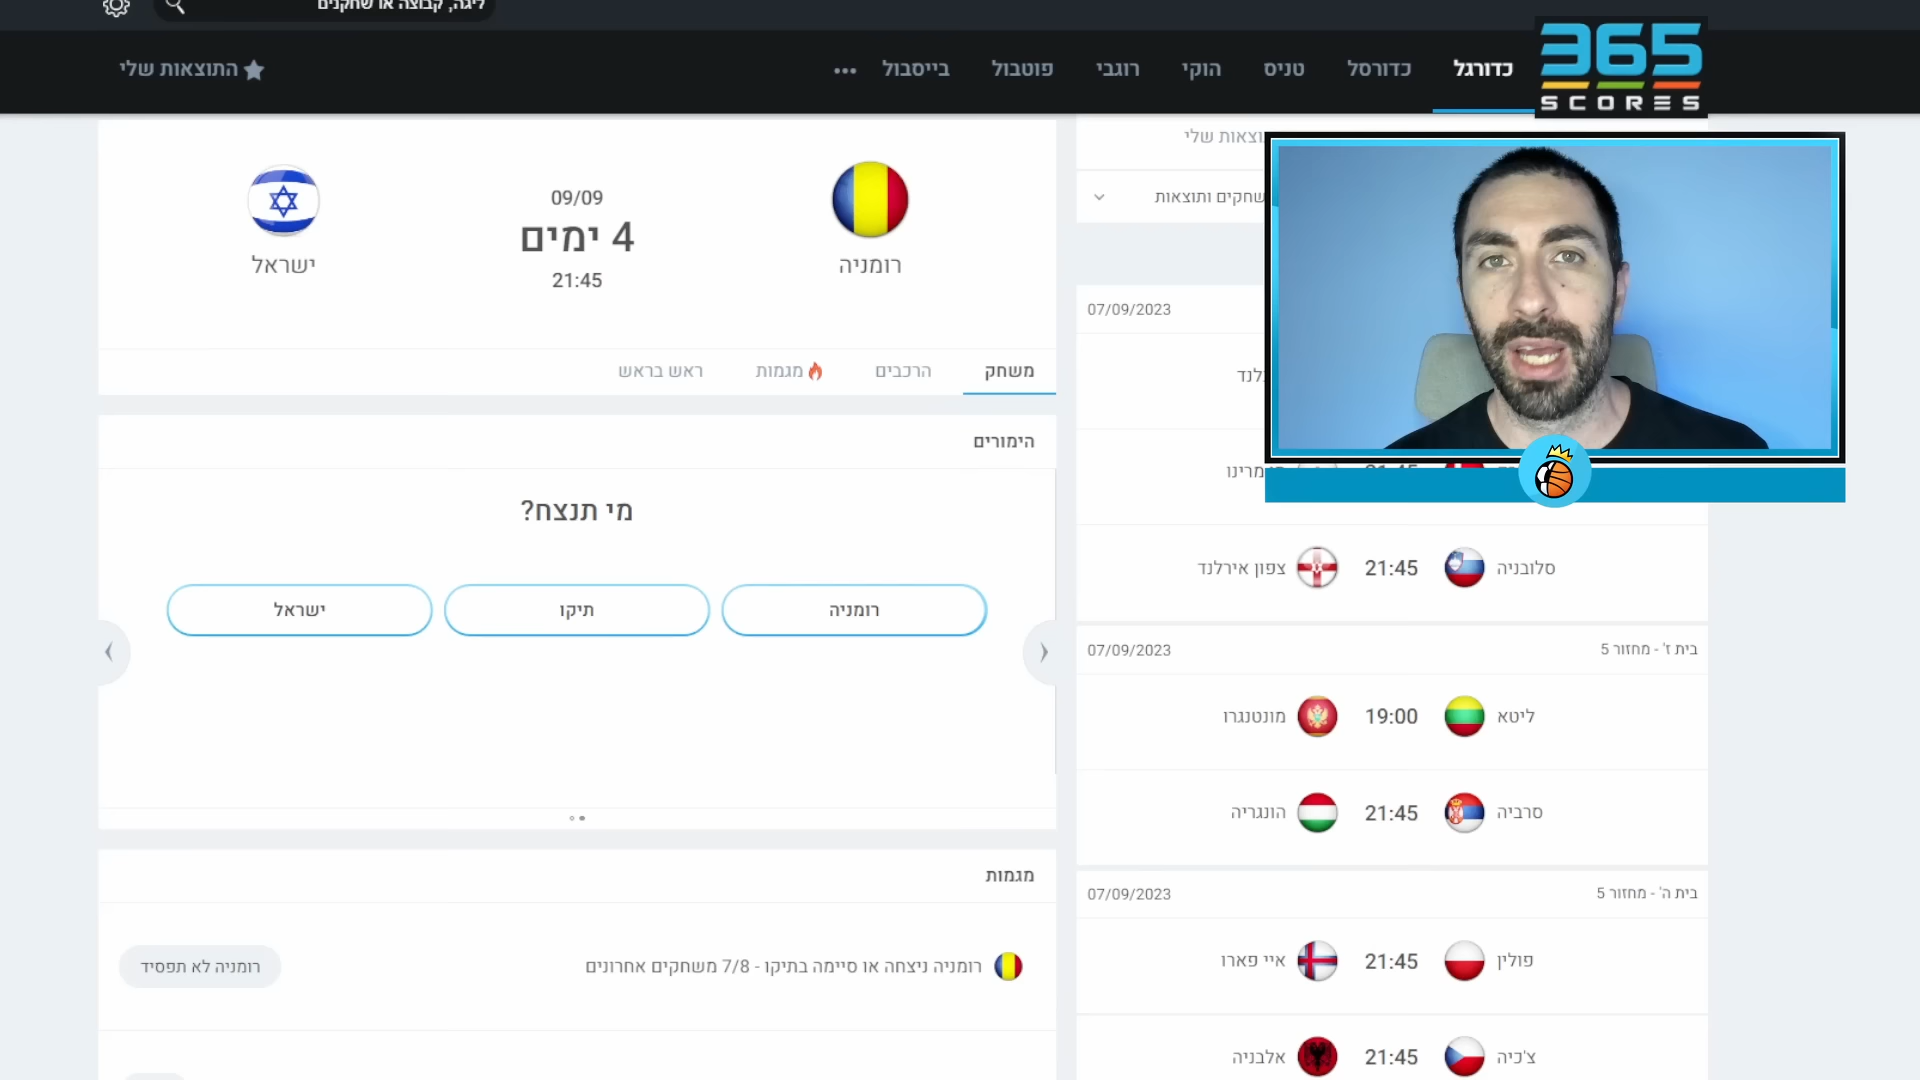 ליגה, קבוצה או שחקנים
365
SCORES
כדורגל
כדורסל
טניס
הוקי
רוגבי
פוטבול
בייסבול
התוצאות שלי
רומניה
09/09
4 ימים
21:45
ישראל
משחק
הרכבים
מגמות
ראש בראש
הימורים
מי תנצח?
רומניה
תיקו
ישראל
מגמות
רומניה ניצחה או סיימה בתיקו - 7/8 משחקים אחרונים
רומניה לא תפסיד
שלי
ותוצאות
07/09/2023
סלובניה 21:45 צפון אירלנד
בית ז' - מחזור 5 07/09/2023
ליטא 19:00 מונטנגרו
סרביה 21:45 הונגריה
בית ה' - מחזור 5 07/09/2023
פולין 21:45 איי פארו
צ'כיה 21:45 אלבניה